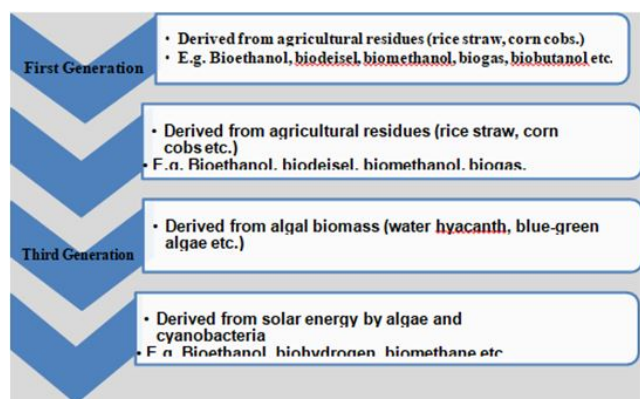 First Generation
• Derived from agricultural residues (rice straw, corn cobs.)
• E.g. Bioethanol, biodeisel, biomethanol, biogas, biobutanol etc.
• Derived from agricultural residues (rice straw, corn
cobs etc.)
• E.g. Bioethanol, biodeisel, biomethanol, biogas,
Third Generation
• Derived from algal biomass (water hyacanth, blue-green
algae etc.)
• Derived from solar energy by algae and
cyanobacteria
• E.g. Bioethanol, biohydrogen, biomethane etc